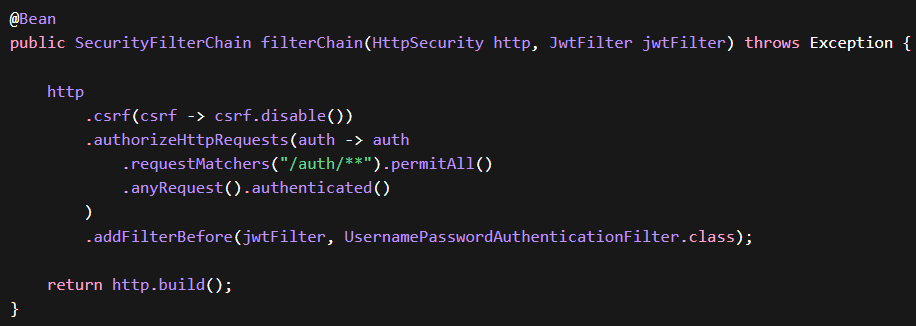 @Bean
public SecurityFilterChain filterChain(HttpSecurity http, JwtFilter jwtFilter) throws Exception {
http
.csrf(csrf -> csrf.disable())
.authorizeHttpRequests(auth -> auth
.requestMatchers("/auth/**").permitAll()
.anyRequest().authenticated()
)
.addFilterBefore(jwtFilter, UsernamePasswordAuthenticationFilter.class);
return http.build();
}